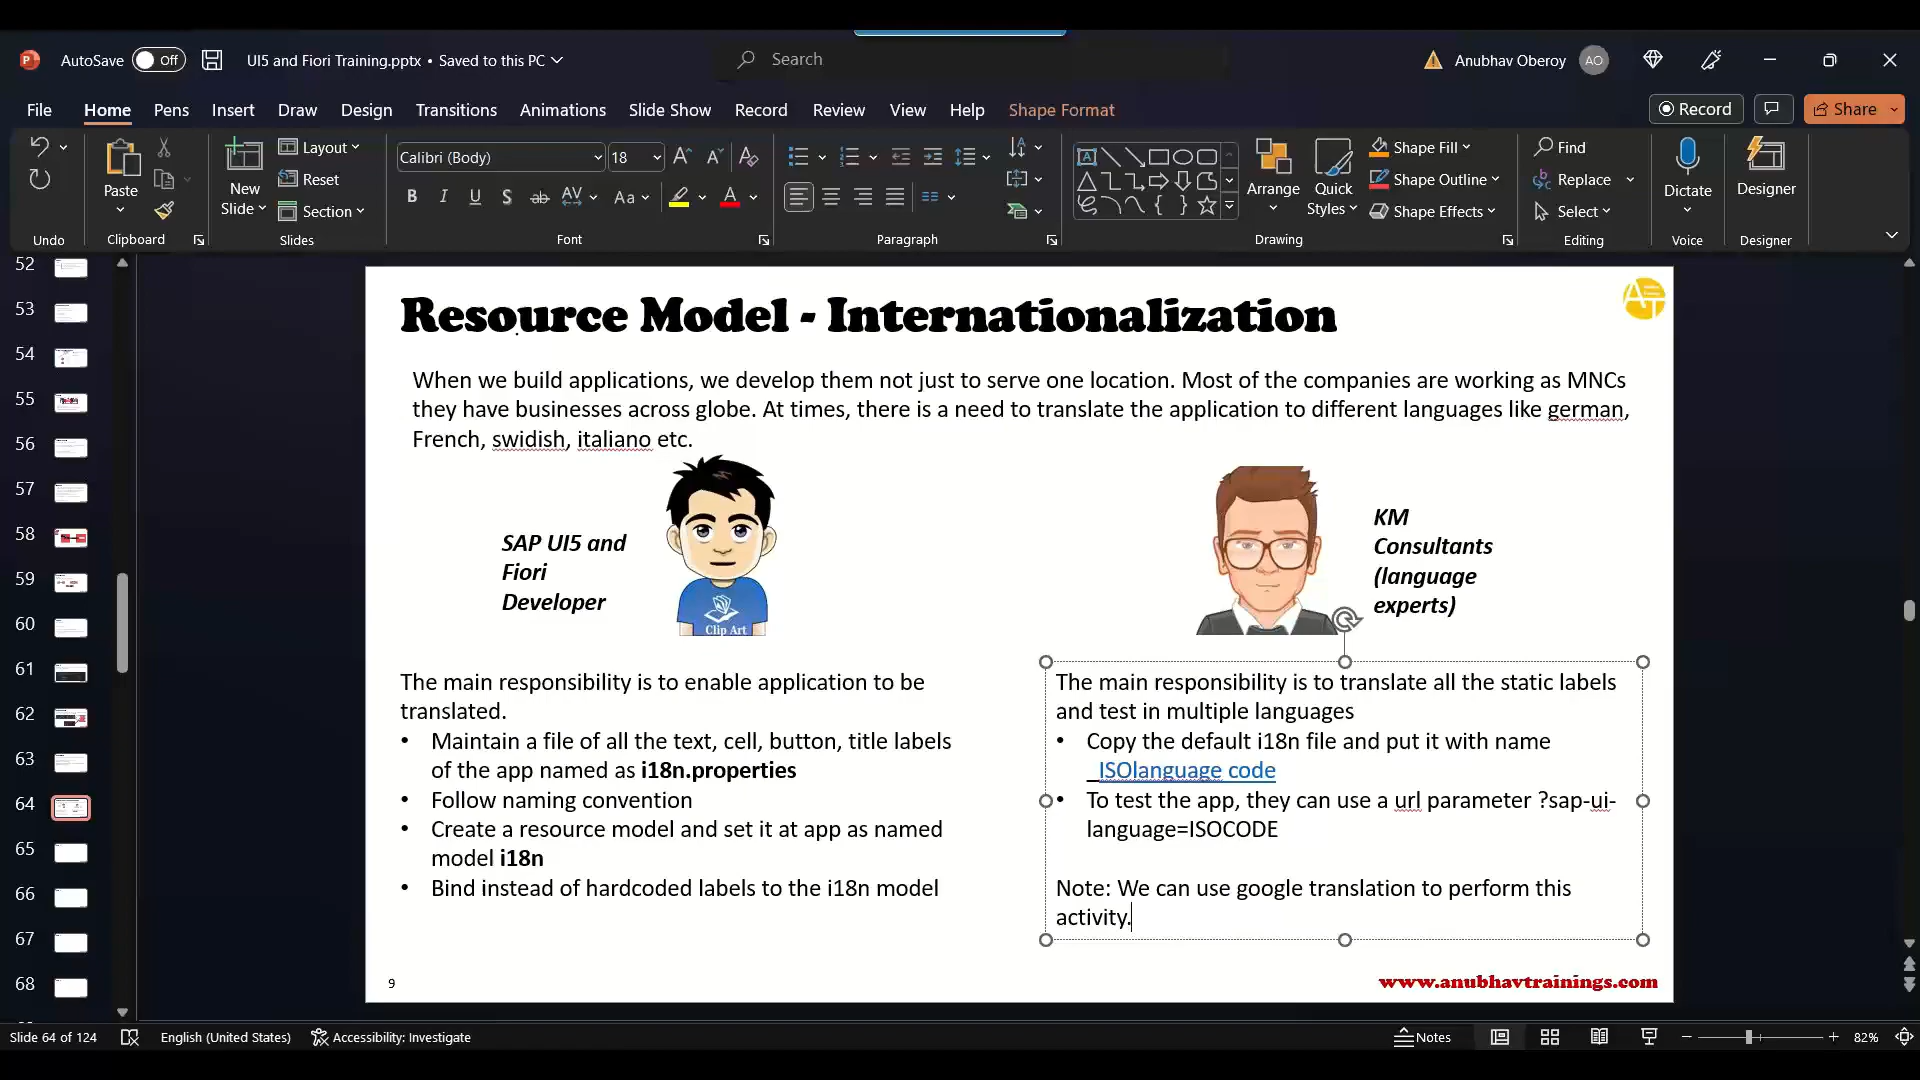 AutoSave Off UI5 and Fiori Training.pptx • Saved to this PC Search Anubhav Oberoy AO
File Home Pens Insert Draw Design Transitions Animations Slide Show Record Review View Help Shape Format Record Share
Paste
New Slide
Layout
Reset
Section
Calibri (Body) 18
Arrange
Quick Styles
Shape Fill
Shape Outline
Shape Effects
Find
Replace
Select
Dictate
Designer
Undo Clipboard Slides Font Paragraph Drawing Editing Voice Designer
52
53
54
55
56
57
58
59
60
61
62
63
64
65
66
67
68
Resource Model - Internationalization
When we build applications, we develop them not just to serve one location. Most of the companies are working as MNCs
they have businesses across globe. At times, there is a need to translate the application to different languages like german,
French, swidish, italiano etc.
SAP UI5 and
Fiori
Developer
Clip Art
KM
Consultants
(language
experts)
The main responsibility is to enable application to be
translated.
• Maintain a file of all the text, cell, button, title labels
of the app named as i18n.properties
• Follow naming convention
• Create a resource model and set it at app as named
model i18n
• Bind instead of hardcoded labels to the i18n model
The main responsibility is to translate all the static labels
and test in multiple languages
• Copy the default i18n file and put it with name
_ISOlanguage code
• To test the app, they can use a url parameter ?sap-ui-
language=ISOCODE
Note: We can use google translation to perform this
activity.
9
www.anubhavtrainings.com
Slide 64 of 124 English (United States) Accessibility: Investigate Notes 82%